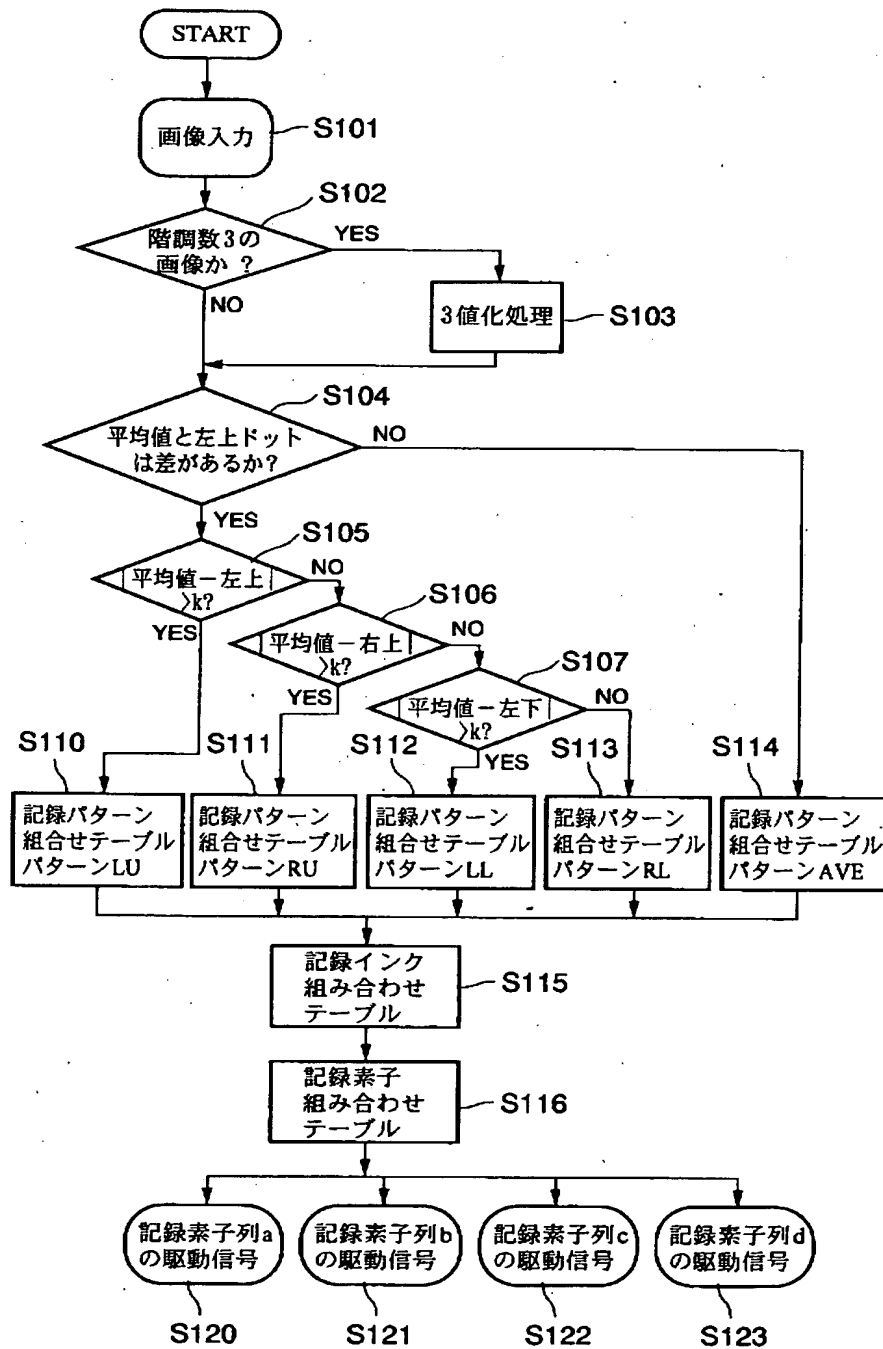 START
画像入力
S101
S102
階調数3の
画像か ?
YES
NO
3値化処理
S103
S104
平均値と左上ドット
は差があるか?
NO
YES
S105
|平均値－左上|
>k?
NO
YES
S106
|平均値－右上|
>k?
NO
YES
S107
|平均値－左下|
>k?
NO
YES
S110
記録パターン
組合せテーブル
パターンLU
S111
記録パターン
組合せテーブル
パターンRU
S112
記録パターン
組合せテーブル
パターンLL
S113
記録パターン
組合せテーブル
パターンRL
S114
記録パターン
組合せテーブル
パターンAVE
記録インク
組み合わせ
テーブル
S115
記録素子
組み合わせ
テーブル
S116
記録素子列a
の駆動信号
記録素子列b
の駆動信号
記録素子列c
の駆動信号
記録素子列d
の駆動信号
S120
S121
S122
S123